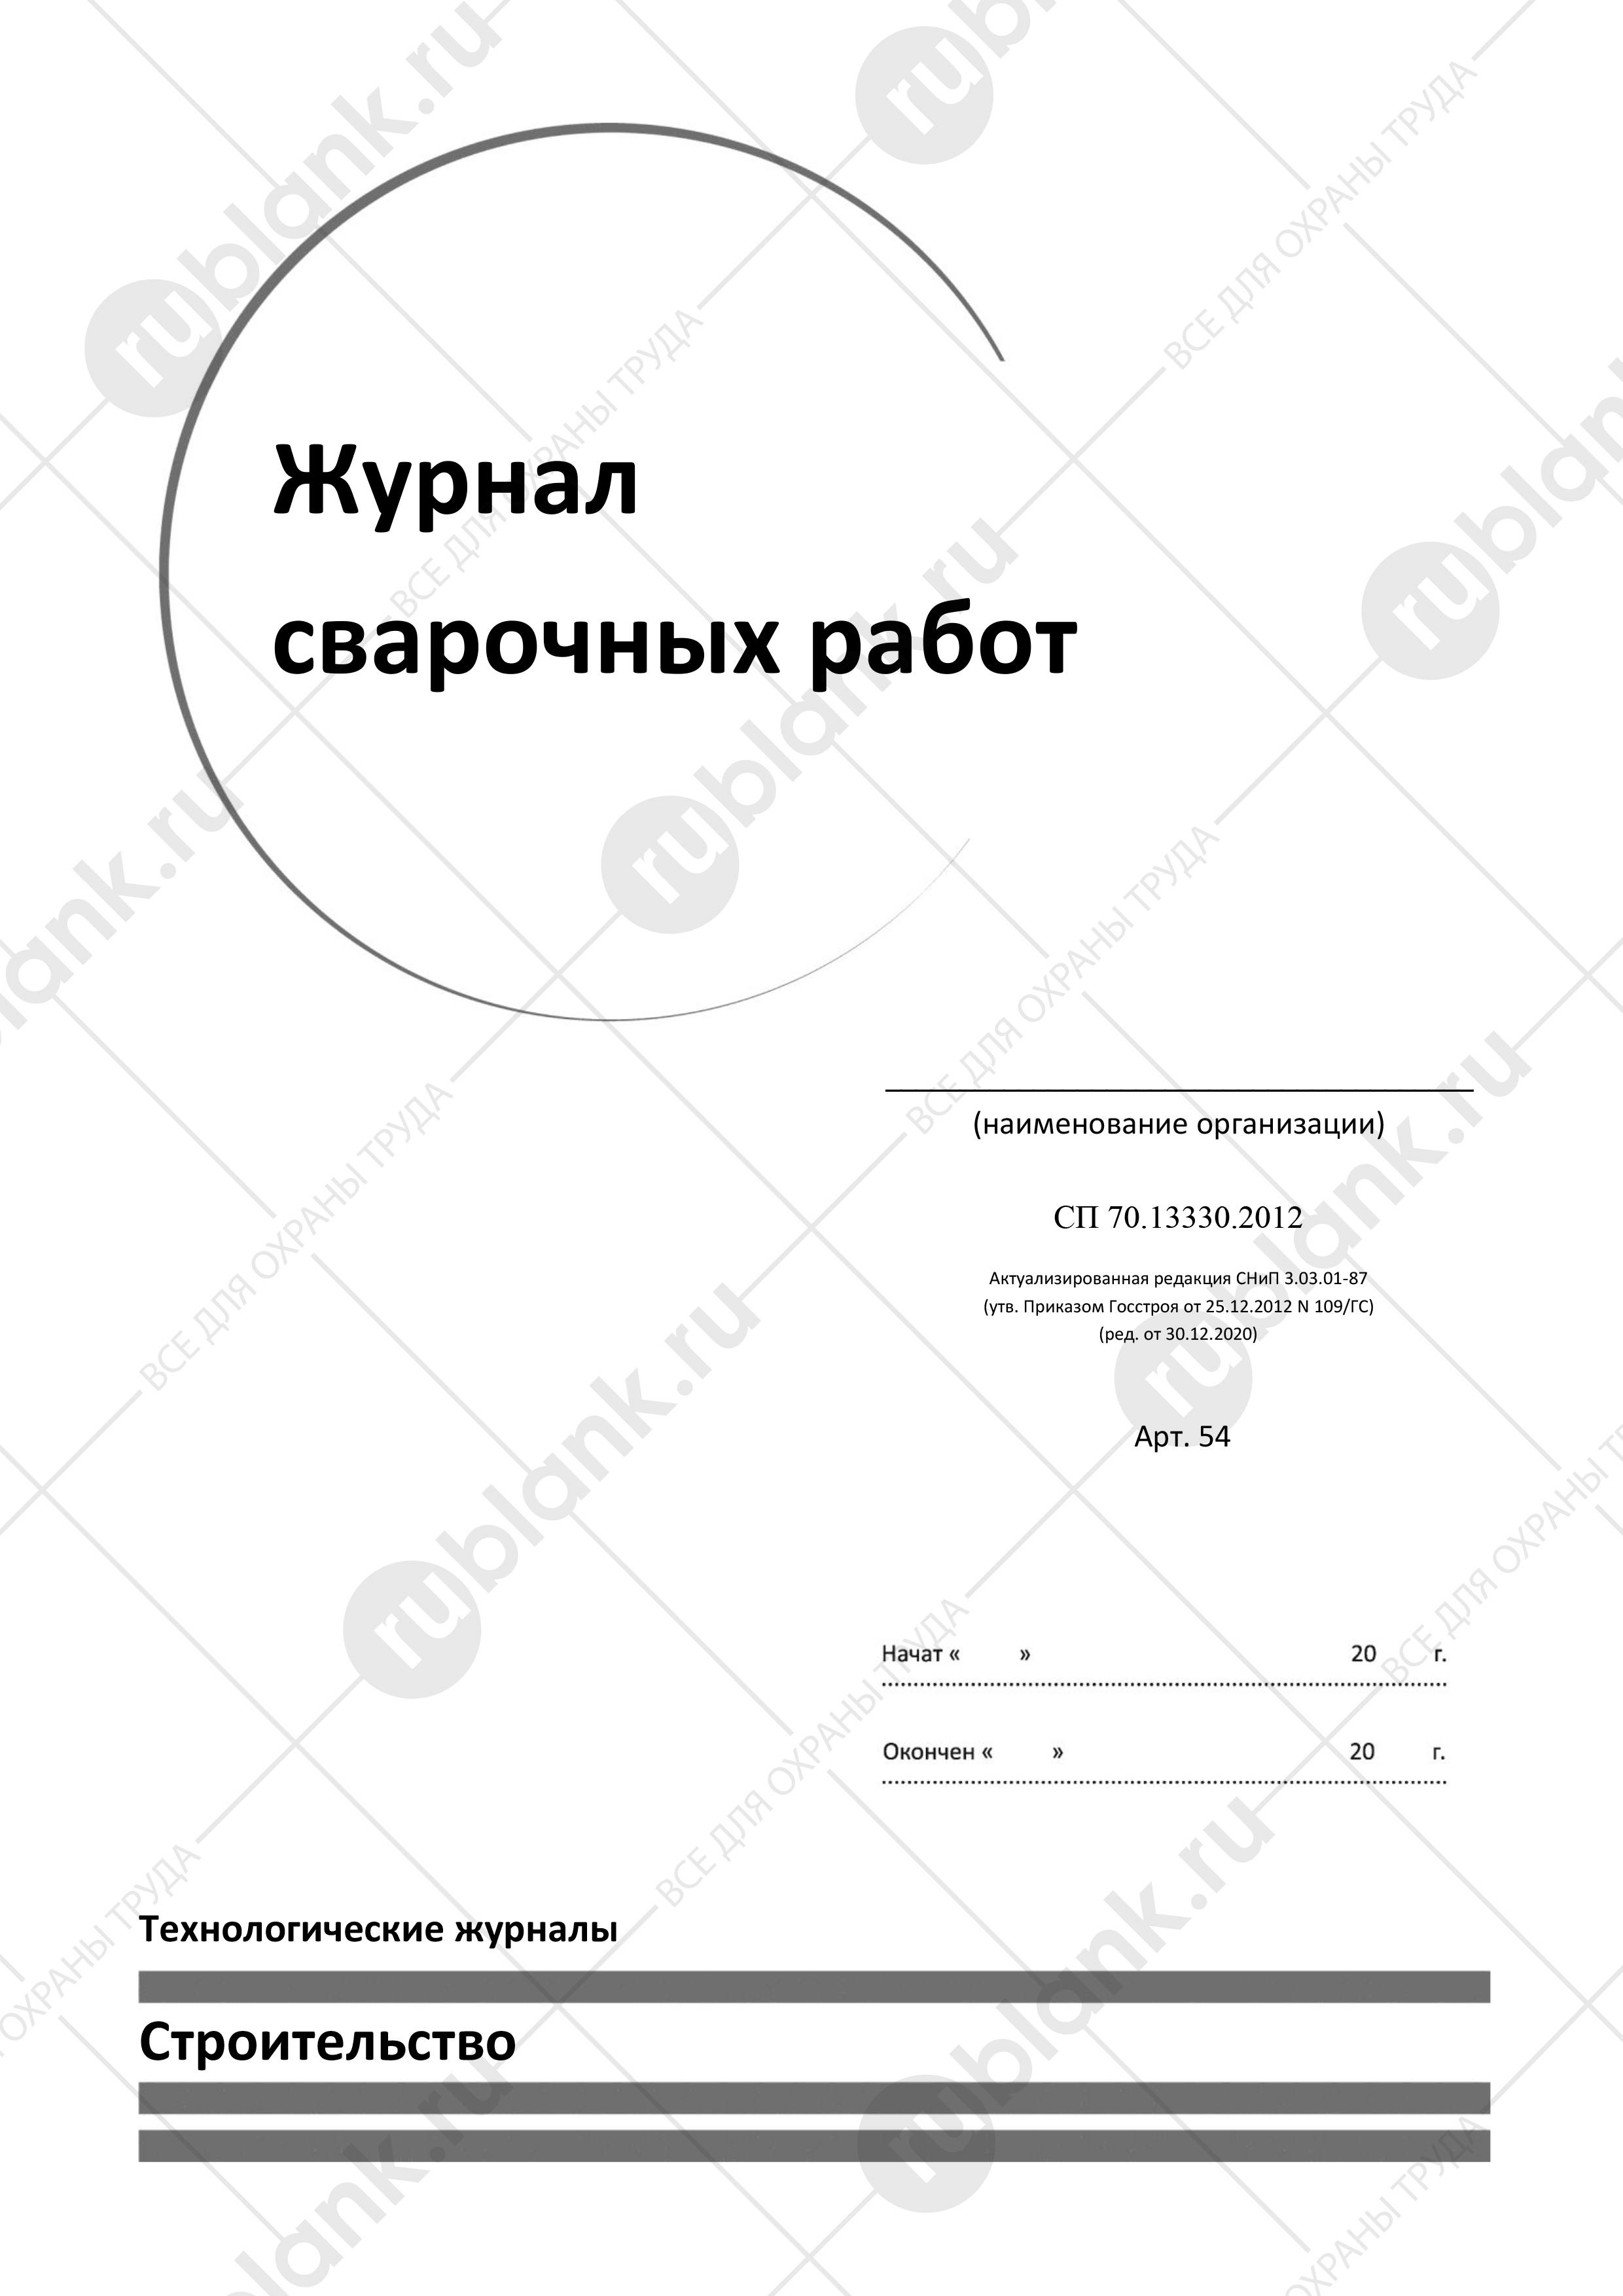 Журнал
сварочных работ
(наименование организации)
СП 70.13330.2012
Актуализированная редакция СНиП 3.03.01-87
(утв. Приказом Госстроя от 25.12.2012 N 109/ГС)
(ред. от 30.12.2020)
Арт. 54
Начат « » 20 г.
Окончен « » 20 г.
Технологические журналы
Строительство
rublank.ru
ВСЕ ДЛЯ ОХРАНЫ ТРУДА